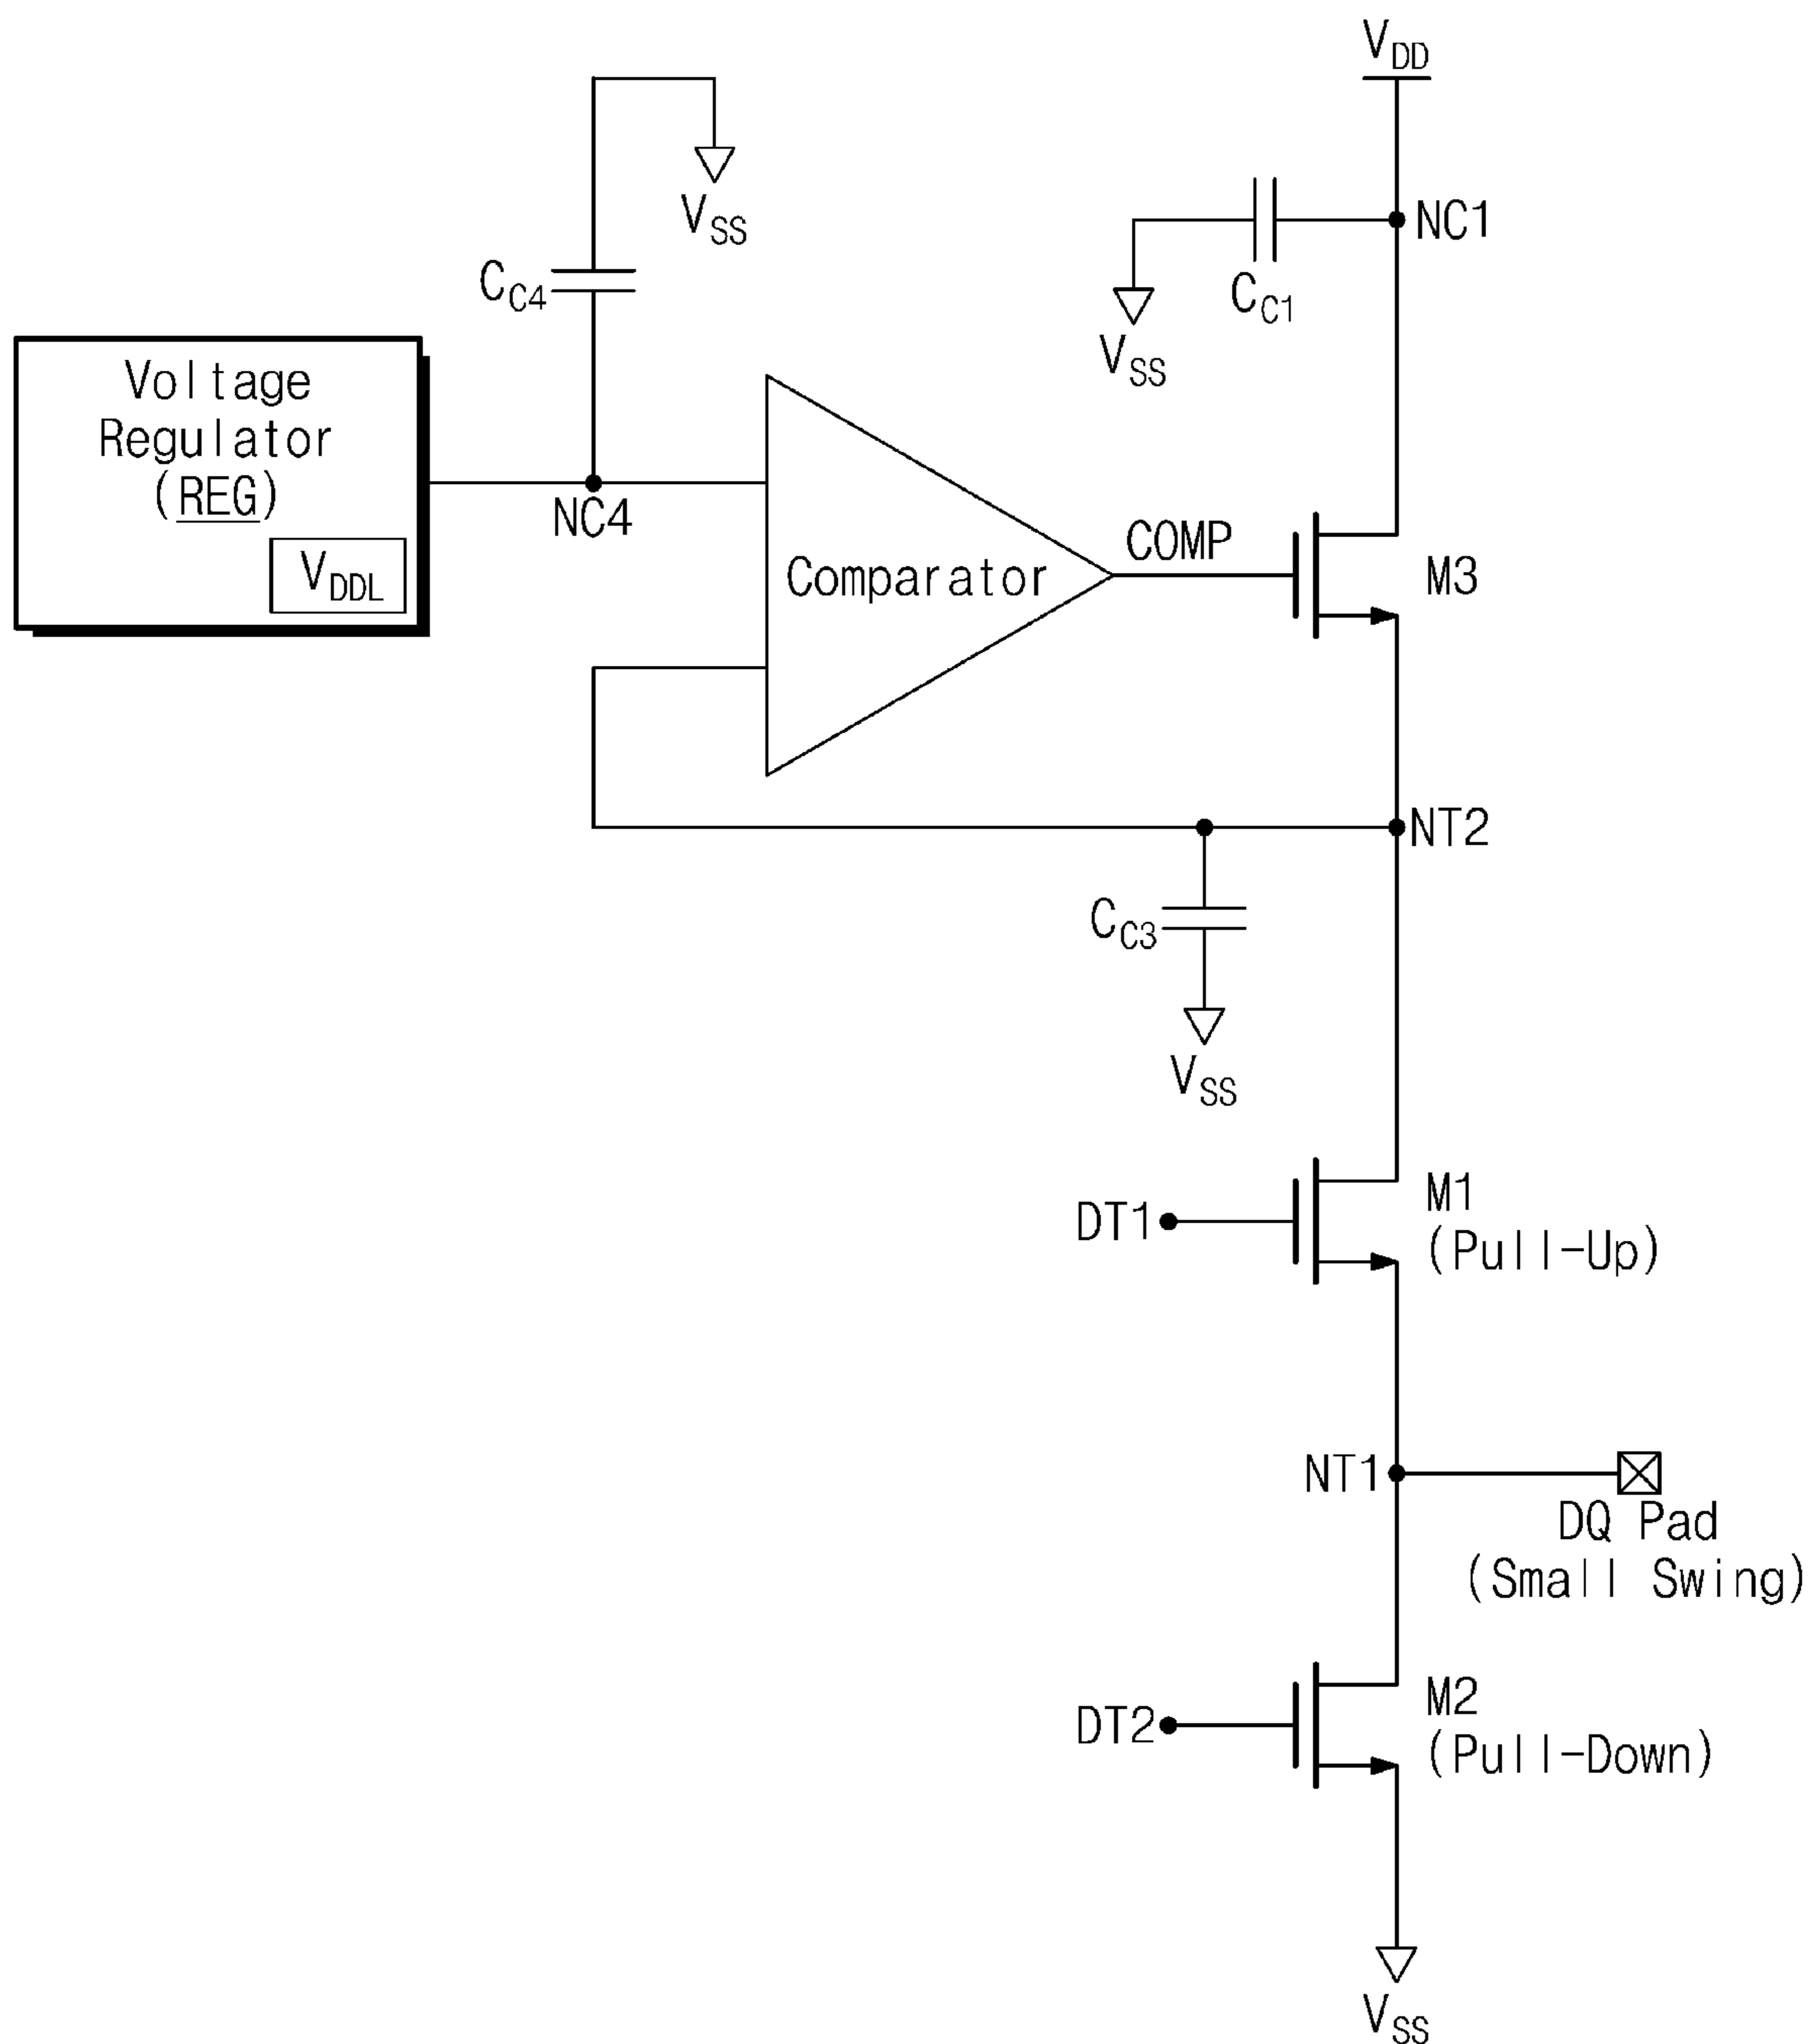 VDD
VSS
NC1
CC4
CC1
VSS
Voltage
Regulator
(REG)
VDDL
NC4
COMP
Comparator
M3
NT2
CC3
VSS
M1
(Pull-Up)
DT1
NT1
DQ Pad
(Small Swing)
M2
(Pull-Down)
DT2
VSS